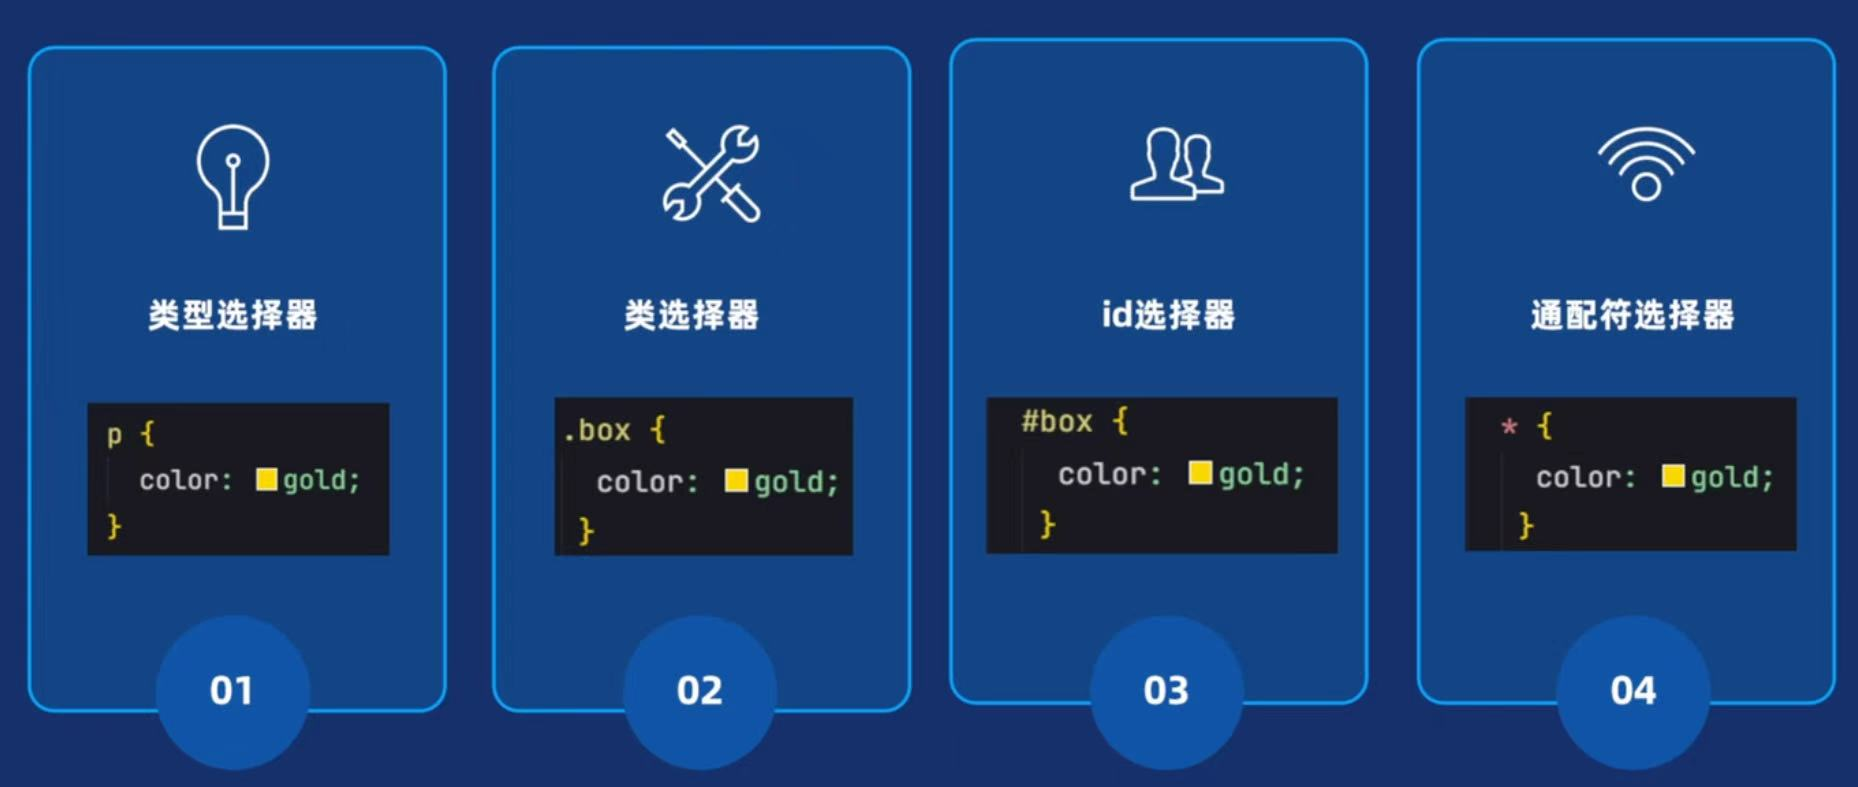 类型选择器
p {
color: gold;
}
01
类选择器
.box {
color: gold;
}
02
id选择器
#box {
color: gold;
}
03
通配符选择器
* {
color: gold;
}
04